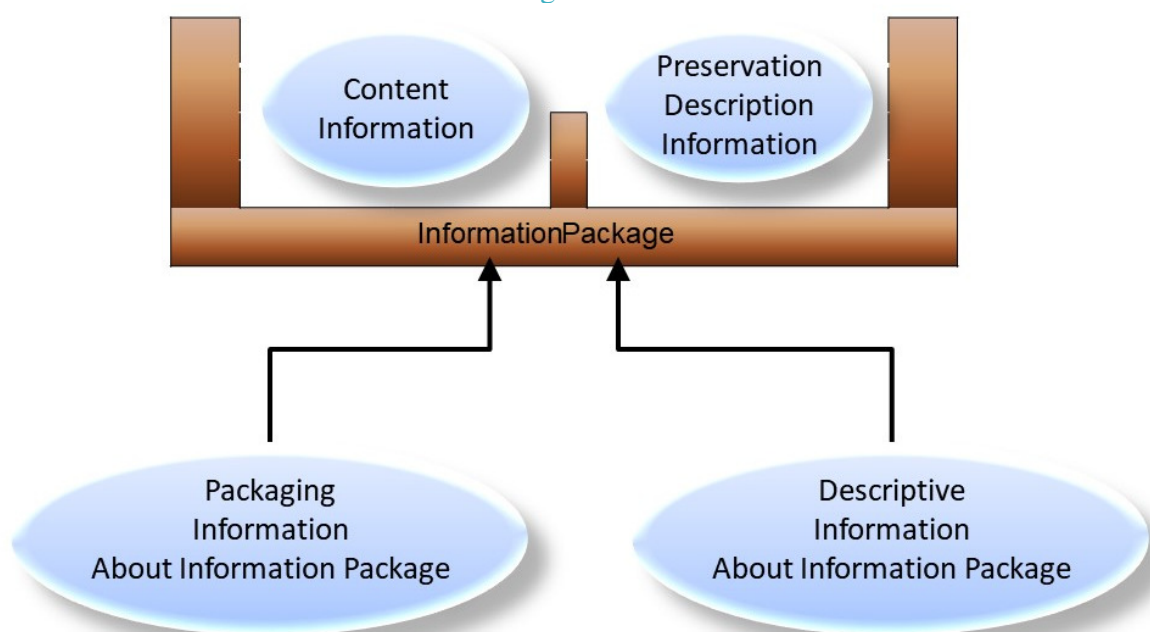 Content
Information
Preservation
Description
Information
InformationPackage
Packaging
Information
About Information Package
Descriptive
Information
About Information Package